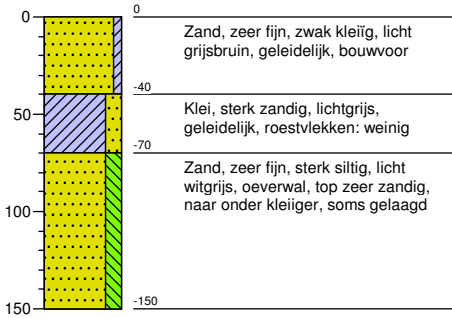 0
0
Zand, zeer fijn, zwak kleiïg, licht
grijsbruin, geleidelijk, bouwvoor
-40
50
Klei, sterk zandig, lichtgrijs,
geleidelijk, roestvlekken: weinig
-70
Zand, zeer fijn, sterk siltig, licht
witgrijs, oeverwal, top zeer zandig,
naar onder kleiiger, soms gelaagd
100
150
-150